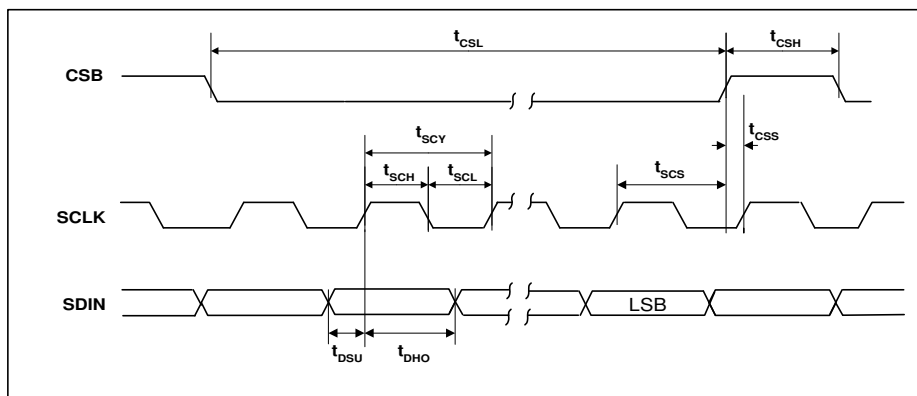 tCSL
tCSH
CSB
tCSS
tSCY
tSCH
tSCL
tSCS
SCLK
SDIN
LSB
tDSU
tDHO